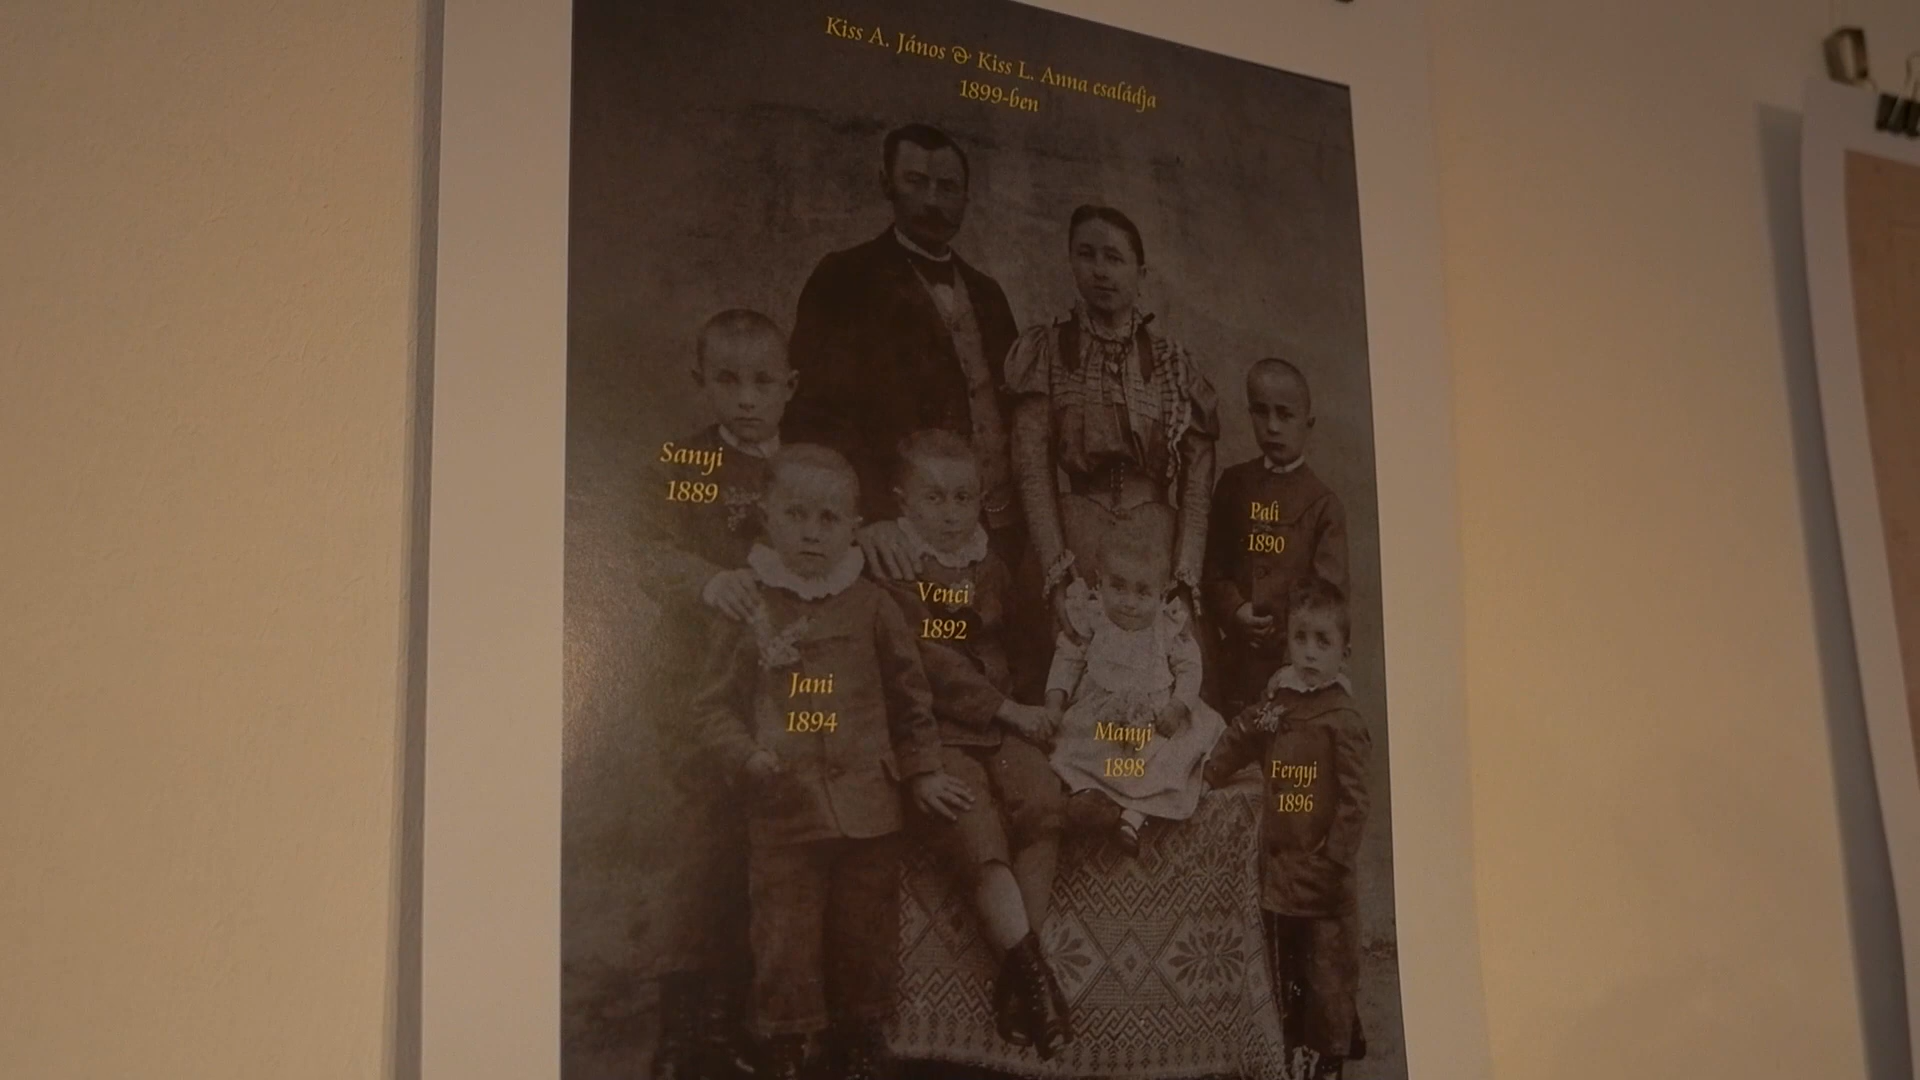 Kiss A. János & Kiss L. Anna családja
1899-ben
Sanyi
1889
Pali
1890
Venci
1892
Jani
1894
Manyi
1898
Fergyi
1896